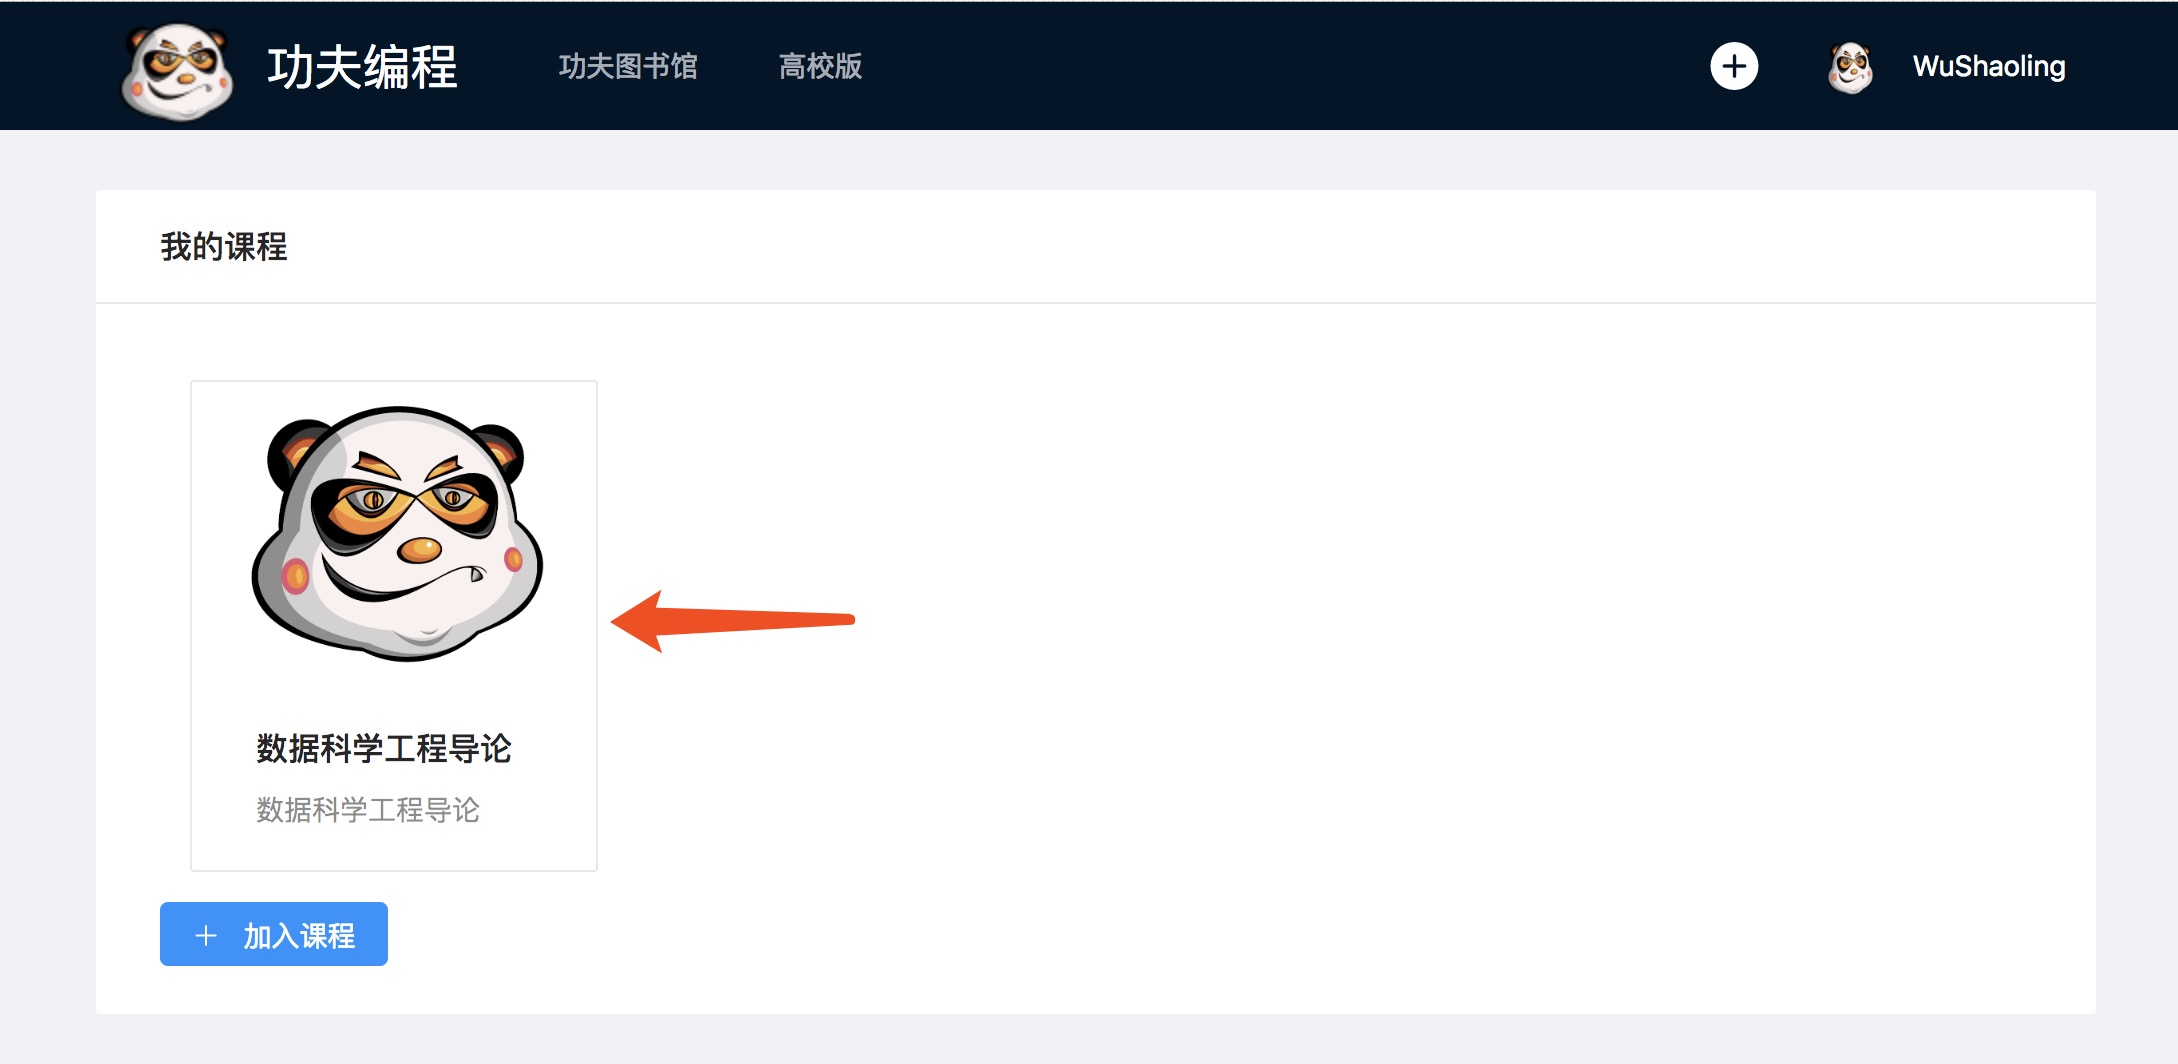 功夫编程
功夫图书馆
高校版
WuShaoling
我的课程
数据科学工程导论
数据科学工程导论
加入课程